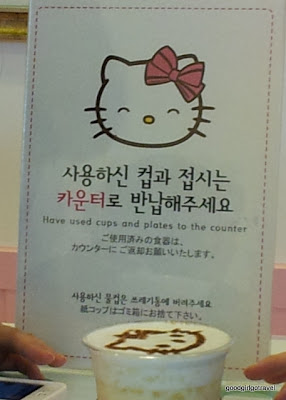 사용하신 컵과 접시는
카운터로 반납해주세요
Have used cups and plates to the counter
ご使用済みの食器は、
カウンターに ご返却お願いいたします。
사용하신 물컵은 쓰레기통에 버려주세요
紙コップはゴミ箱にお捨て下さい。
goodgirlgotravel